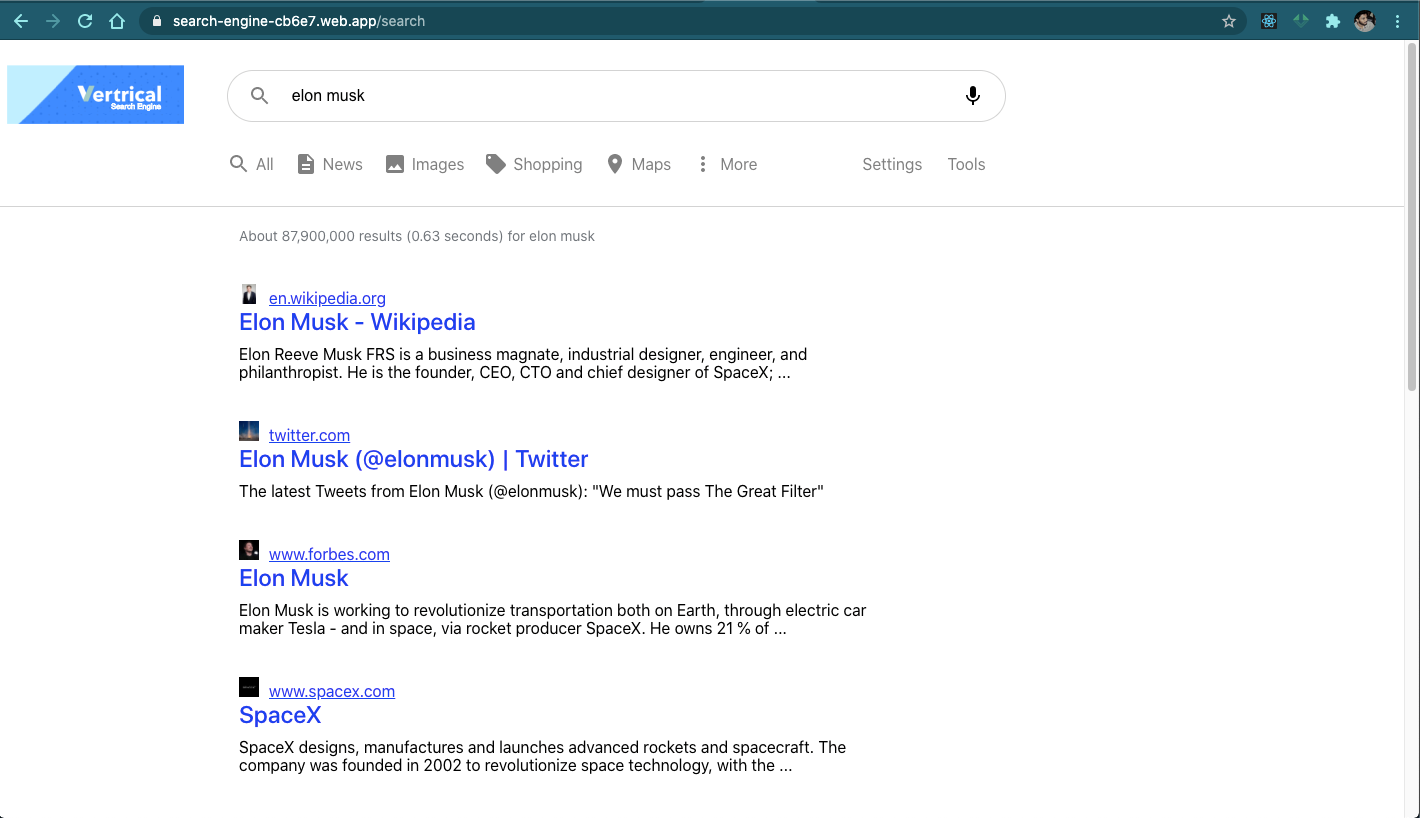 search-engine-cb6e7.web.app/search
Vertrical
Search Engine
elon musk
All News Images Shopping Maps More Settings Tools
About 87,900,000 results (0.63 seconds) for elon musk
en.wikipedia.org
Elon Musk - Wikipedia
Elon Reeve Musk FRS is a business magnate, industrial designer, engineer, and
philanthropist. He is the founder, CEO, CTO and chief designer of SpaceX; ...
twitter.com
Elon Musk (@elonmusk) | Twitter
The latest Tweets from Elon Musk (@elonmusk): "We must pass The Great Filter"
www.forbes.com
Elon Musk
Elon Musk is working to revolutionize transportation both on Earth, through electric car
maker Tesla - and in space, via rocket producer SpaceX. He owns 21 % of ...
www.spacex.com
SpaceX
SpaceX designs, manufactures and launches advanced rockets and spacecraft. The
company was founded in 2002 to revolutionize space technology, with the ...